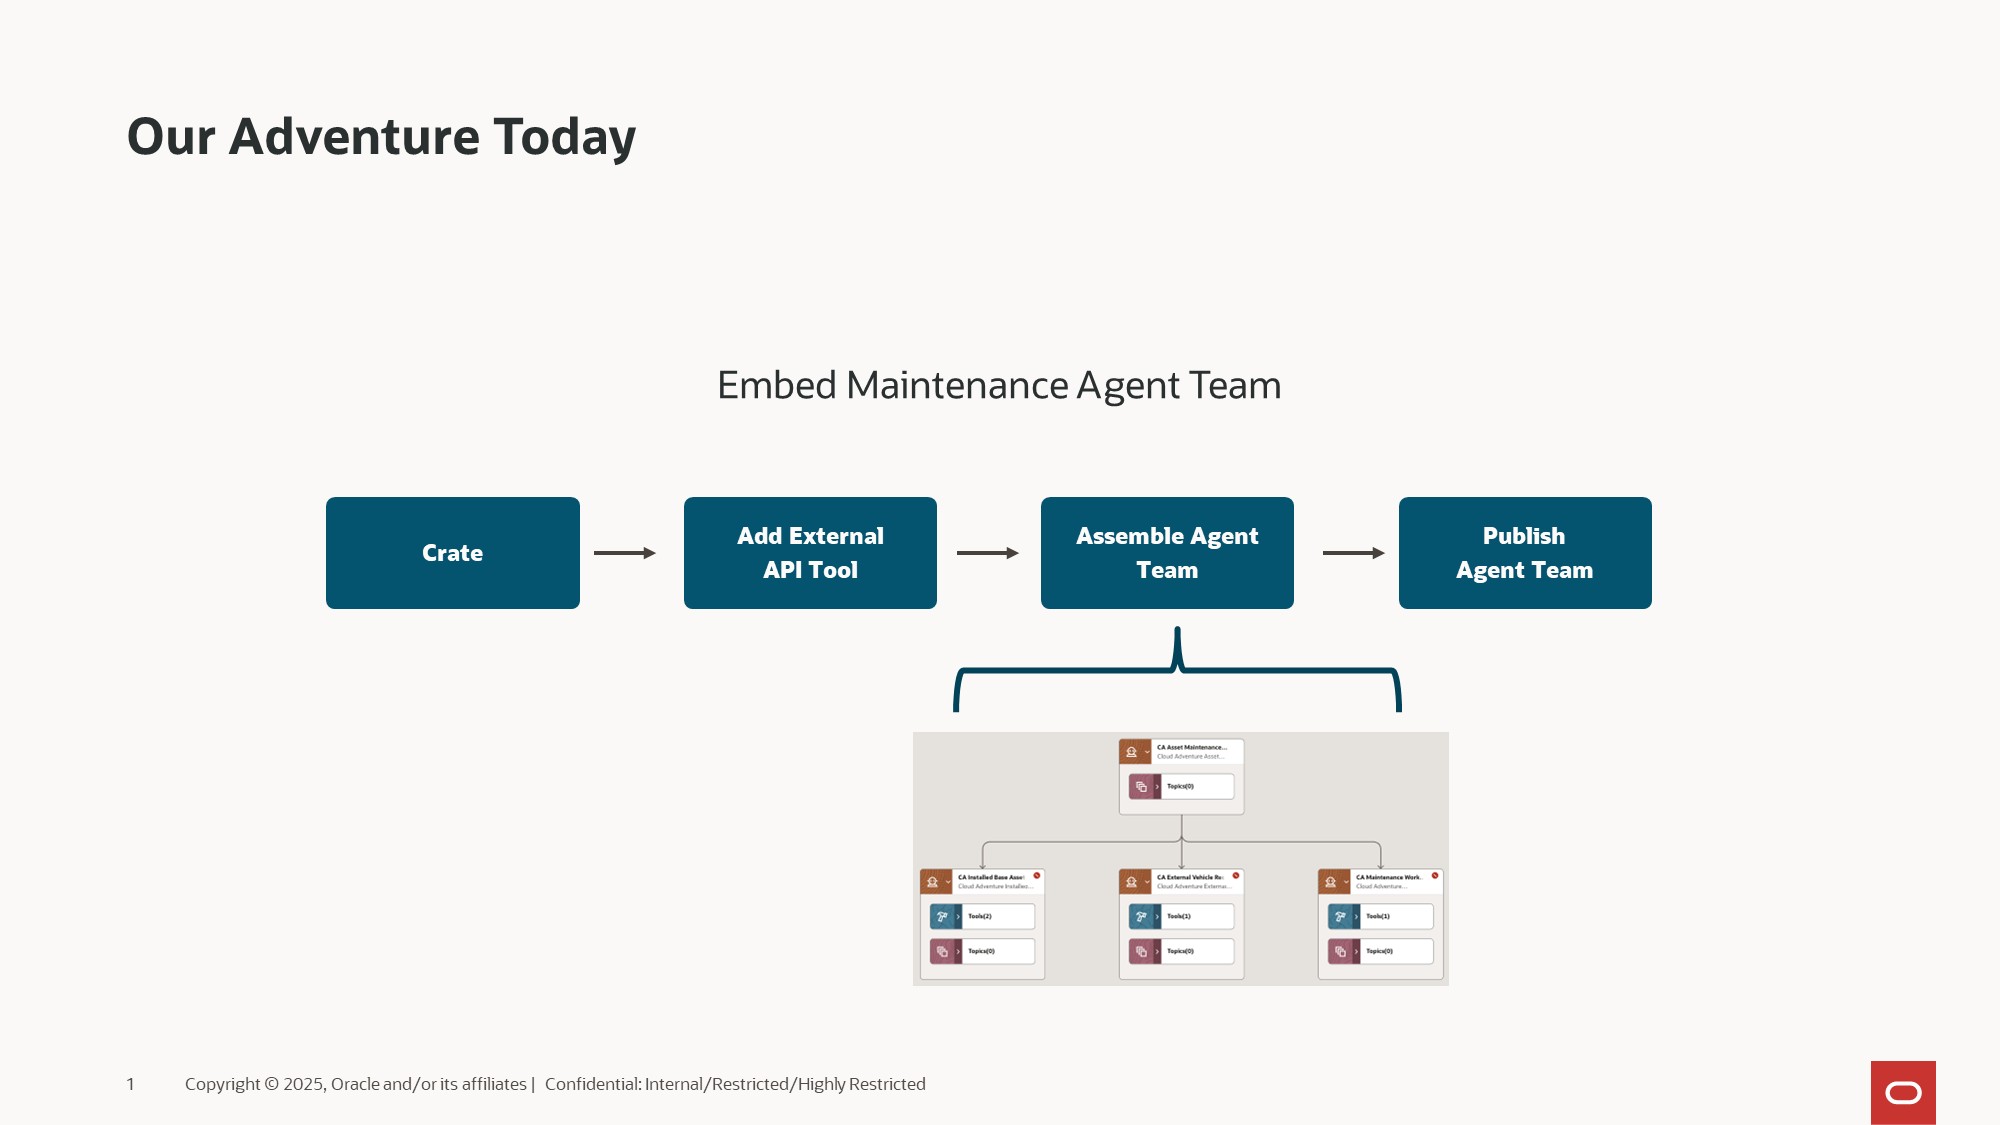 Our Adventure Today
Embed Maintenance Agent Team
Crate
Add External
API Tool
Assemble Agent
Team
Publish
Agent Team
CA Asset Maintenance...
Cloud Adventure Asset...
Topics(0)
CA Installed Base Asset
Cloud Adventure Installed...
Tools(2)
Topics(0)
CA External Vehicle Re
Cloud Adventure External...
Tools(1)
Topics(0)
CA Maintenance Work
Cloud Adventure...
Tools(1)
Topics(0)
1 Copyright © 2025, Oracle and/or its affiliates | Confidential: Internal/Restricted/Highly Restricted